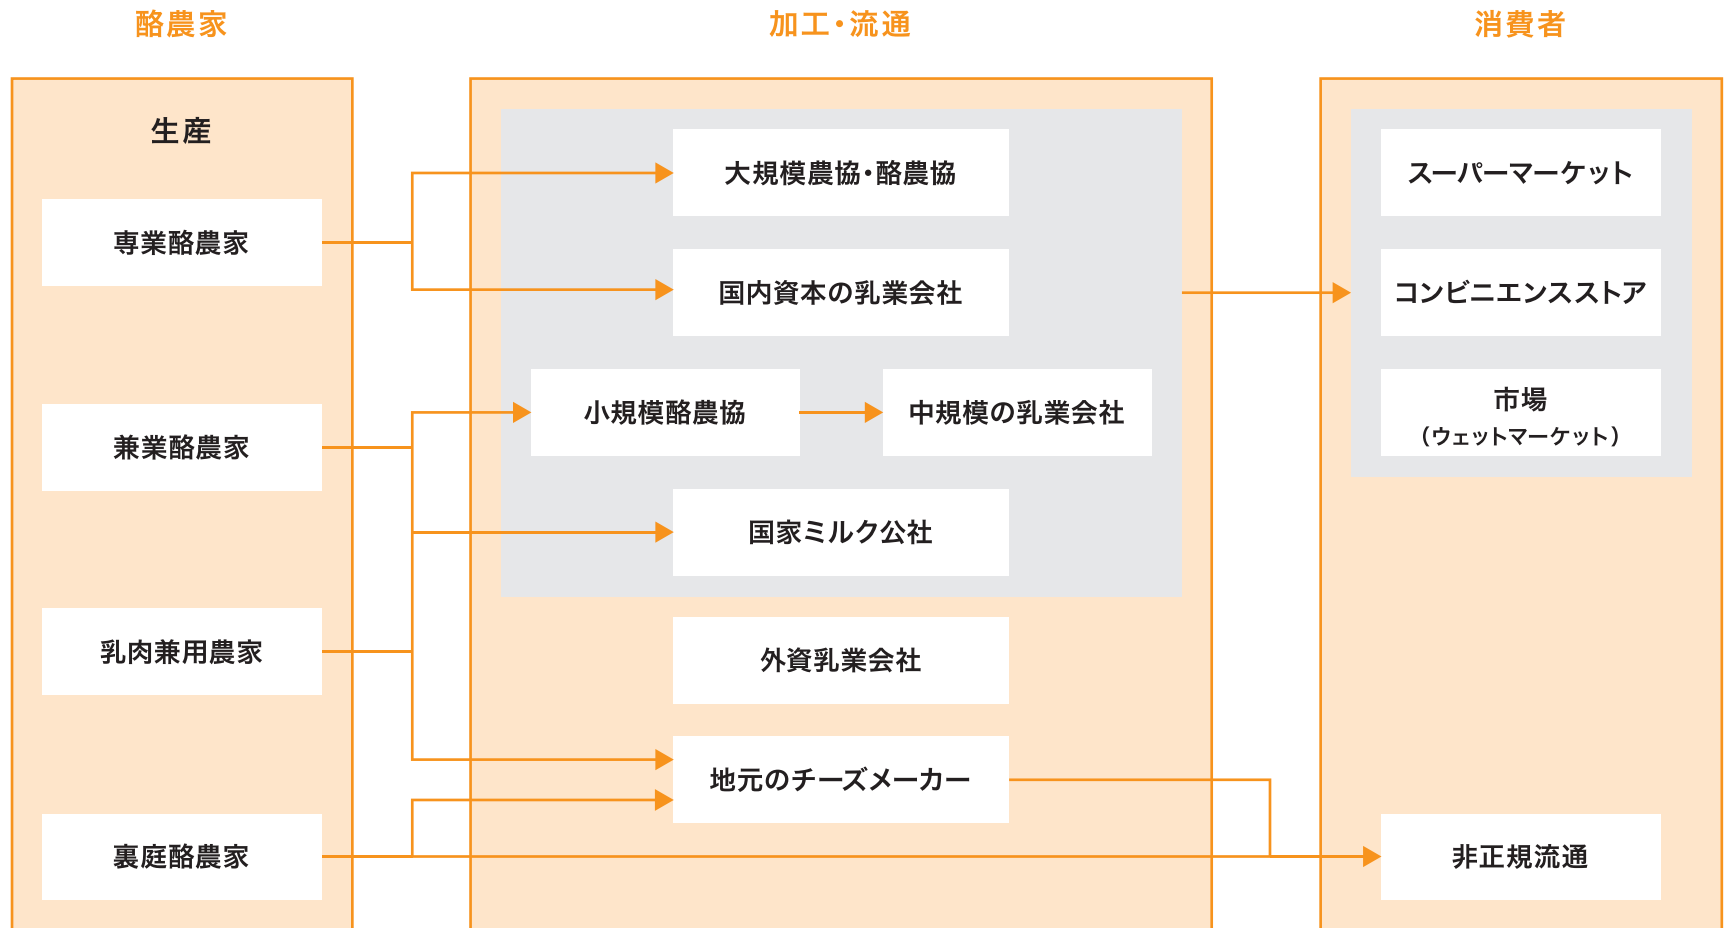 酪農家
加工・流通
消費者
生産
専業酪農家
兼業酪農家
乳肉兼用農家
裏庭酪農家
大規模農協・酪農協
国内資本の乳業会社
小規模酪農協
中規模の乳業会社
国家ミルク公社
外資乳業会社
地元のチーズメーカー
スーパーマーケット
コンビニエンスストア
市場
（ウェットマーケット）
非正規流通